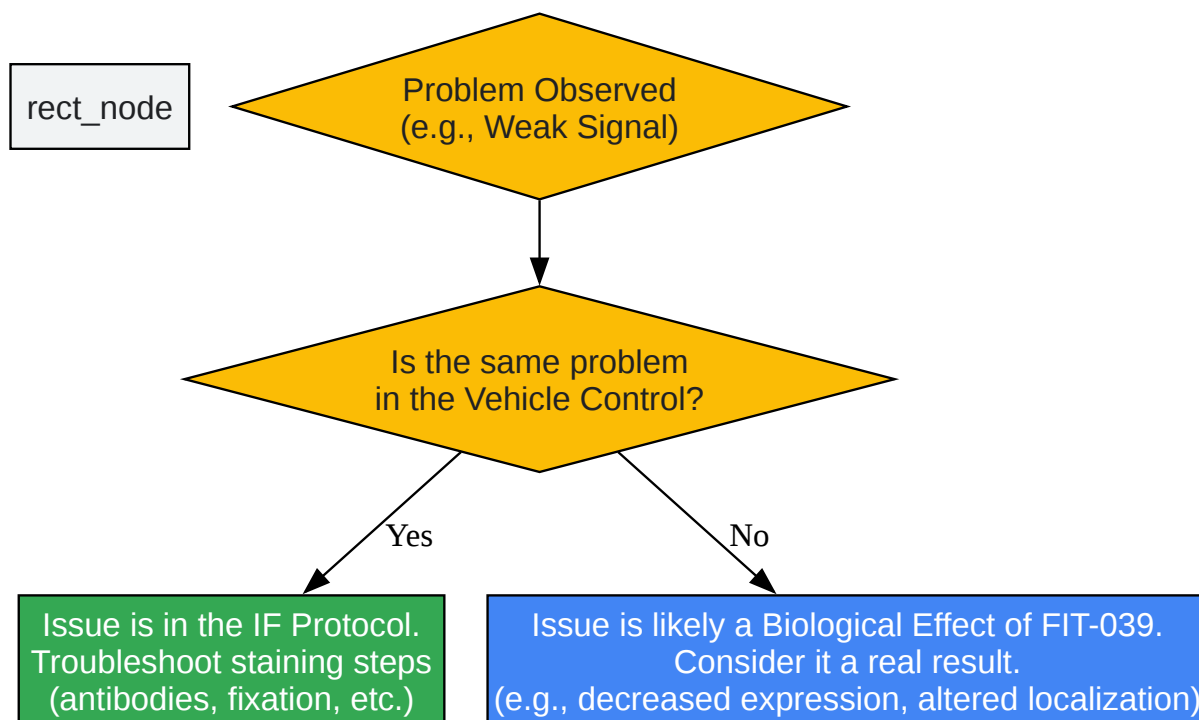 rect_node
Problem Observed
(e.g., Weak Signal)
Is the same problem
in the Vehicle Control?
Yes
No
Issue is in the IF Protocol.
Troubleshoot staining steps
(antibodies, fixation, etc.)
Issue is likely a Biological Effect of FIT-039.
Consider it a real result.
(e.g., decreased expression, altered localization)